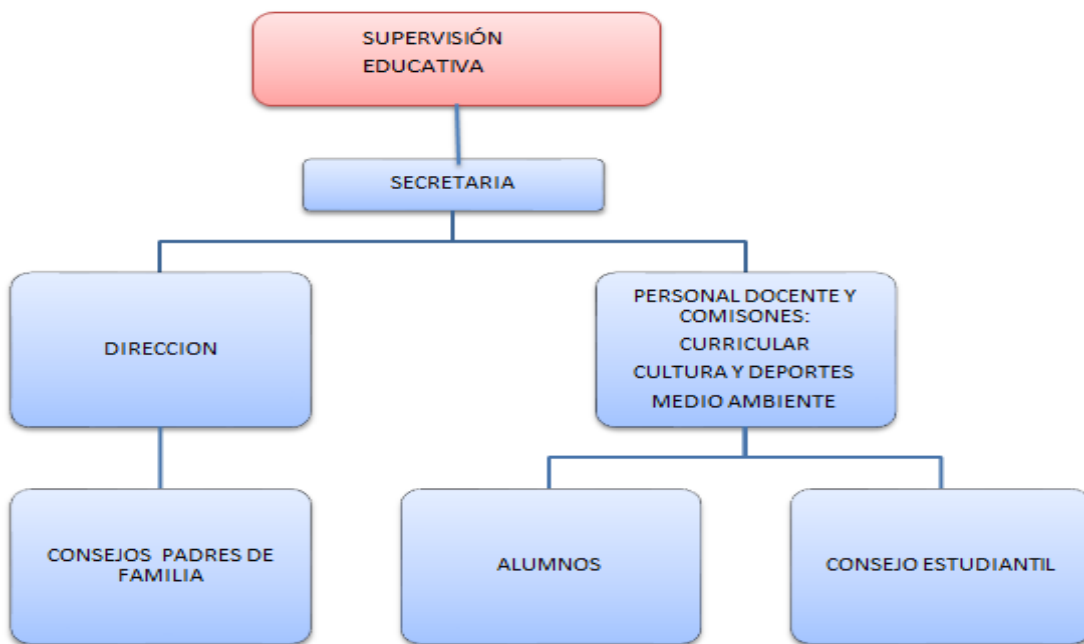 SUPERVISIÓN
EDUCATIVA
SECRETARIA
DIRECCION
PERSONAL DOCENTE Y
COMISONES:
CURRICULAR
CULTURA Y DEPORTES
MEDIO AMBIENTE
CONSEJOS PADRES DE
FAMILIA
ALUMNOS
CONSEJO ESTUDIANTIL